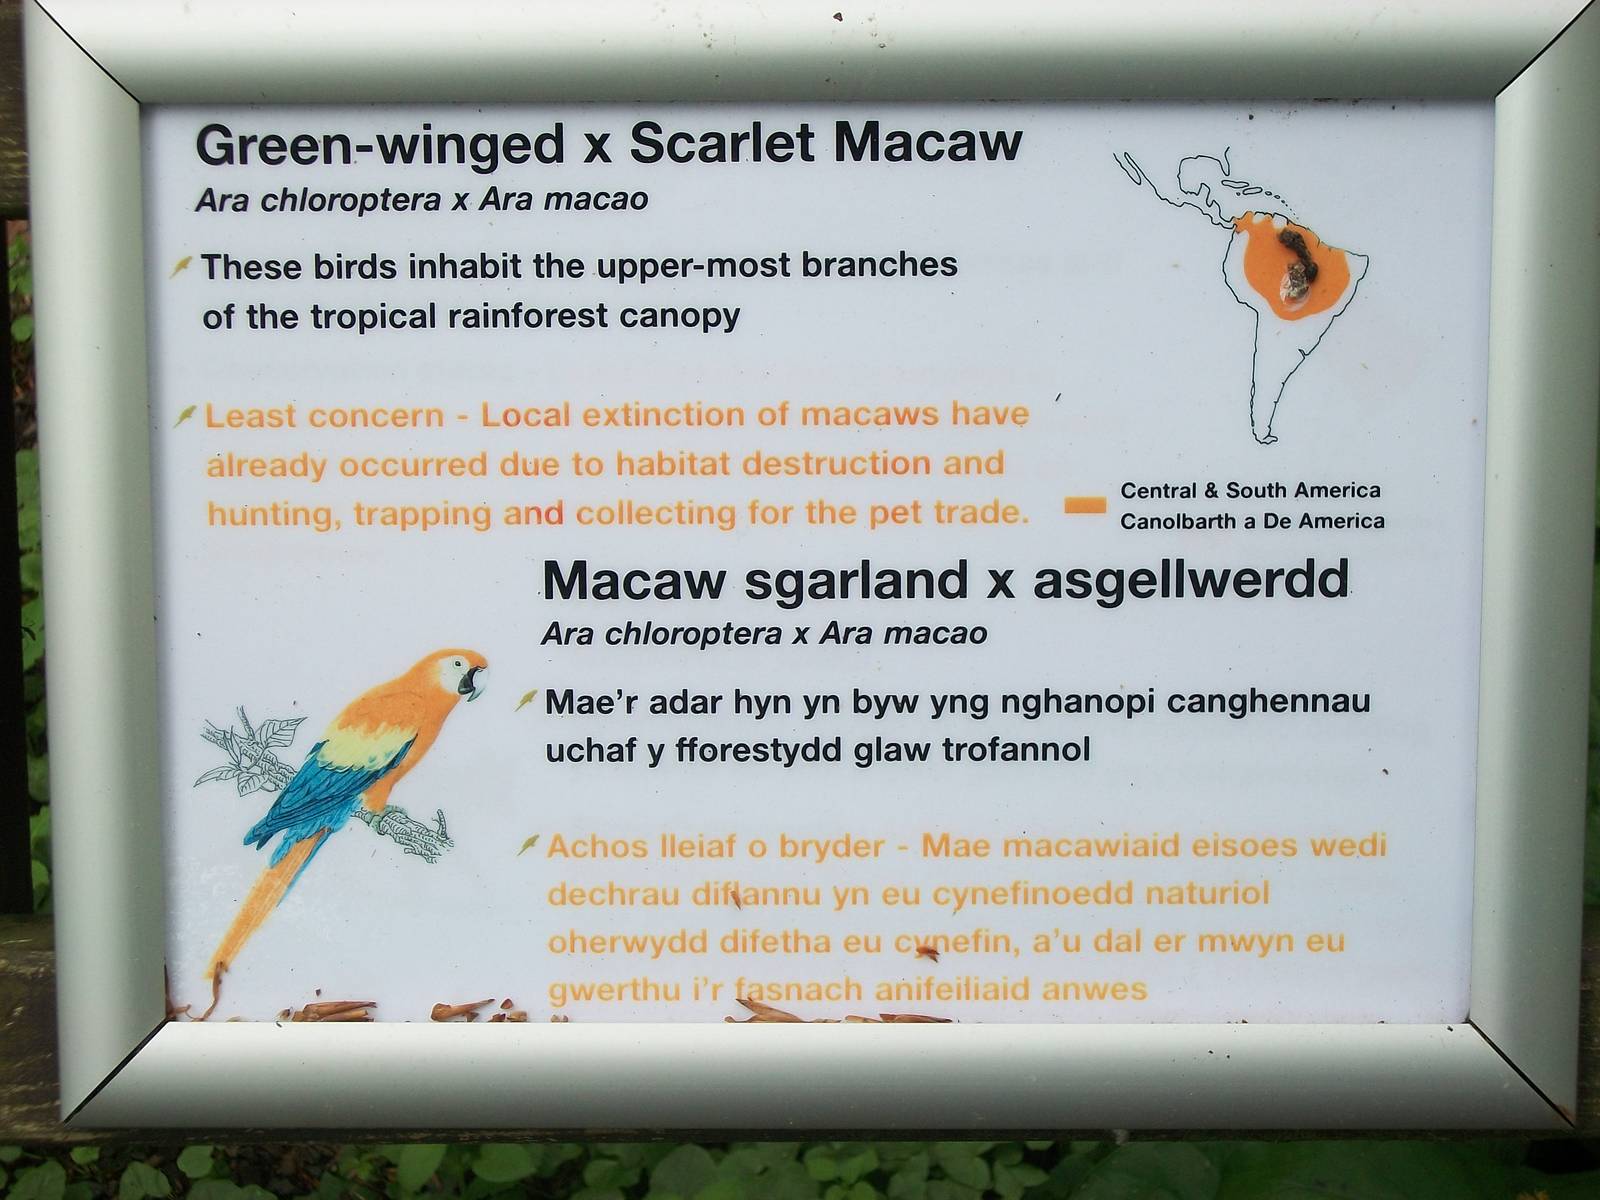 Green-winged x Scarlet Macaw
Ara chloroptera x Ara macao
These birds inhabit the upper-most branches
of the tropical rainforest canopy
Least concern - Local extinction of macaws have
already occurred due to habitat destruction and
hunting, trapping and collecting for the pet trade.
Central & South America
Canolbarth a De America
Macaw sgarland x asgellwerdd
Ara chloroptera x Ara macao
Mae'r adar hyn yn byw yng nghanopi canghennau
uchaf y fforestydd glaw trofannol
Achos lleiaf o bryder - Mae macawiaid eisoes wedi
dechrau diflannu yn eu cynefinoedd naturiol
oherwydd difetha eu cynefin, a'u dal er mwyn eu
gwerthu i'r fasnach anifeiliaid anwes